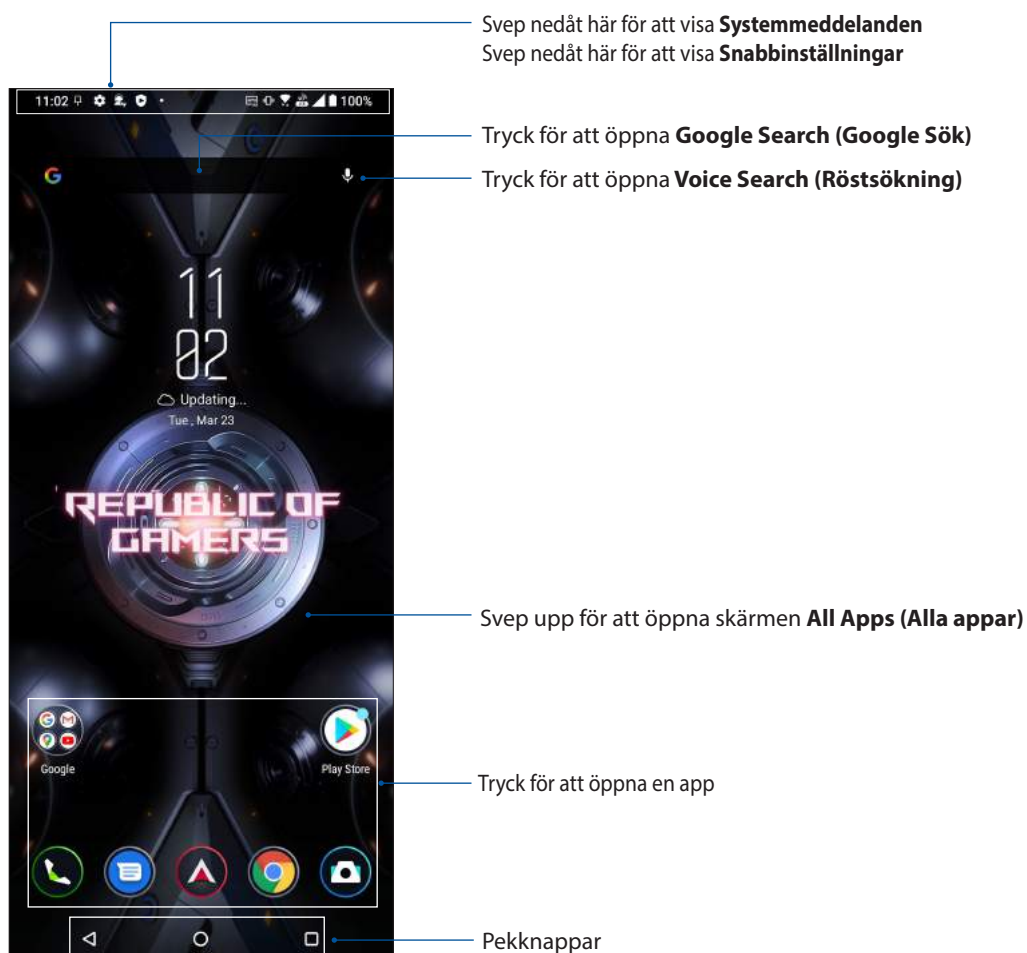 Svep nedåt här för att visa Systemmeddelanden
Svep nedåt här för att visa Snabbinställningar
11:02
100%
Tryck för att öppna Google Search (Google Sök)
Tryck för att öppna Voice Search (Röstsökning)
11
02
Updating...
Tue , Mar 23
REPUBLIC OF
GAMERS
Svep upp för att öppna skärmen All Apps (Alla appar)
Google
Play Store
Tryck för att öppna en app
Pekknappar